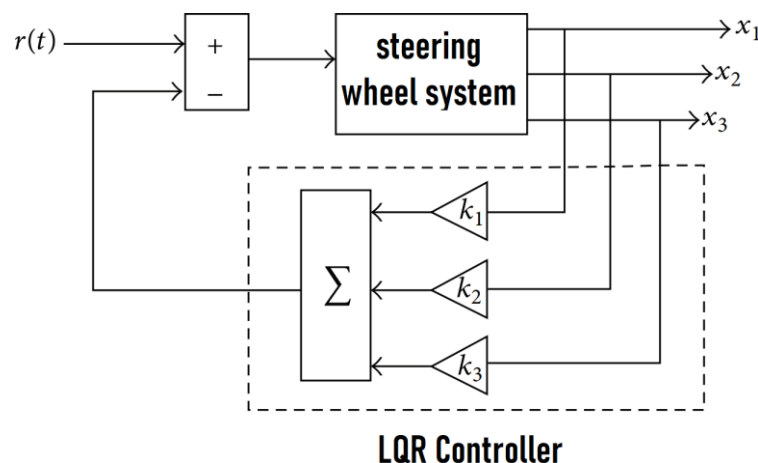 r(t)
+
−
steering
wheel system
x₁
x₂
x₃
k₁
∑
k₂
k₃
LQR Controller